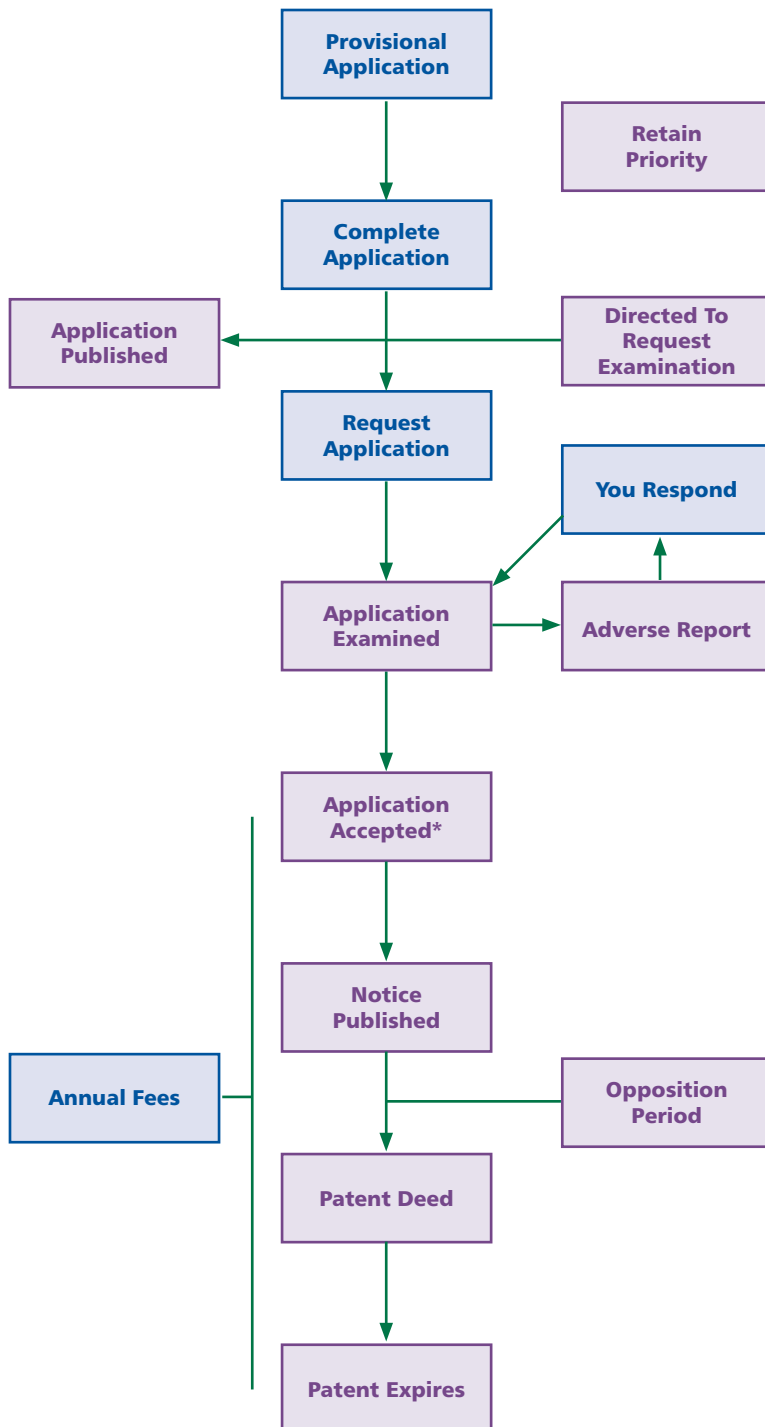 Provisional
Application
Retain
Priority
Complete
Application
Application
Published
Directed To
Request
Examination
Request
Application
You Respond
Application
Examined
Adverse Report
Application
Accepted*
Notice
Published
Annual Fees
Opposition
Period
Patent Deed
Patent Expires